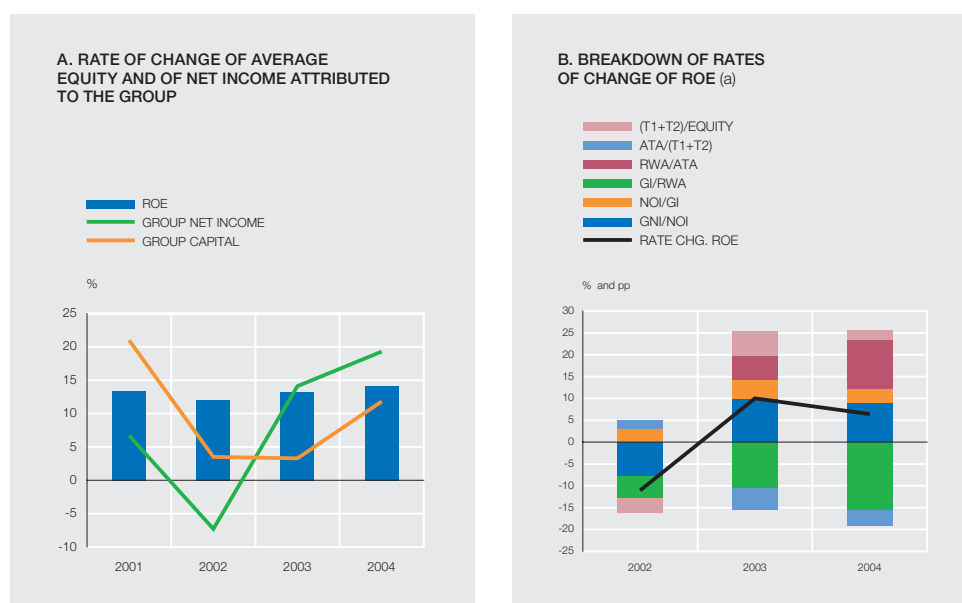 A. RATE OF CHANGE OF AVERAGE
EQUITY AND OF NET INCOME ATTRIBUTED
TO THE GROUP
ROE
GROUP NET INCOME
GROUP CAPITAL
%
25
20
15
10
5
0
-5
-10
2001 2002 2003 2004
B. BREAKDOWN OF RATES
OF CHANGE OF ROE (a)
(T1+T2)/EQUITY
ATA/(T1+T2)
RWA/ATA
GI/RWA
NOI/GI
GNI/NOI
RATE CHG. ROE
% and pp
30
25
20
15
10
5
0
-5
-10
-15
-20
-25
2002 2003 2004